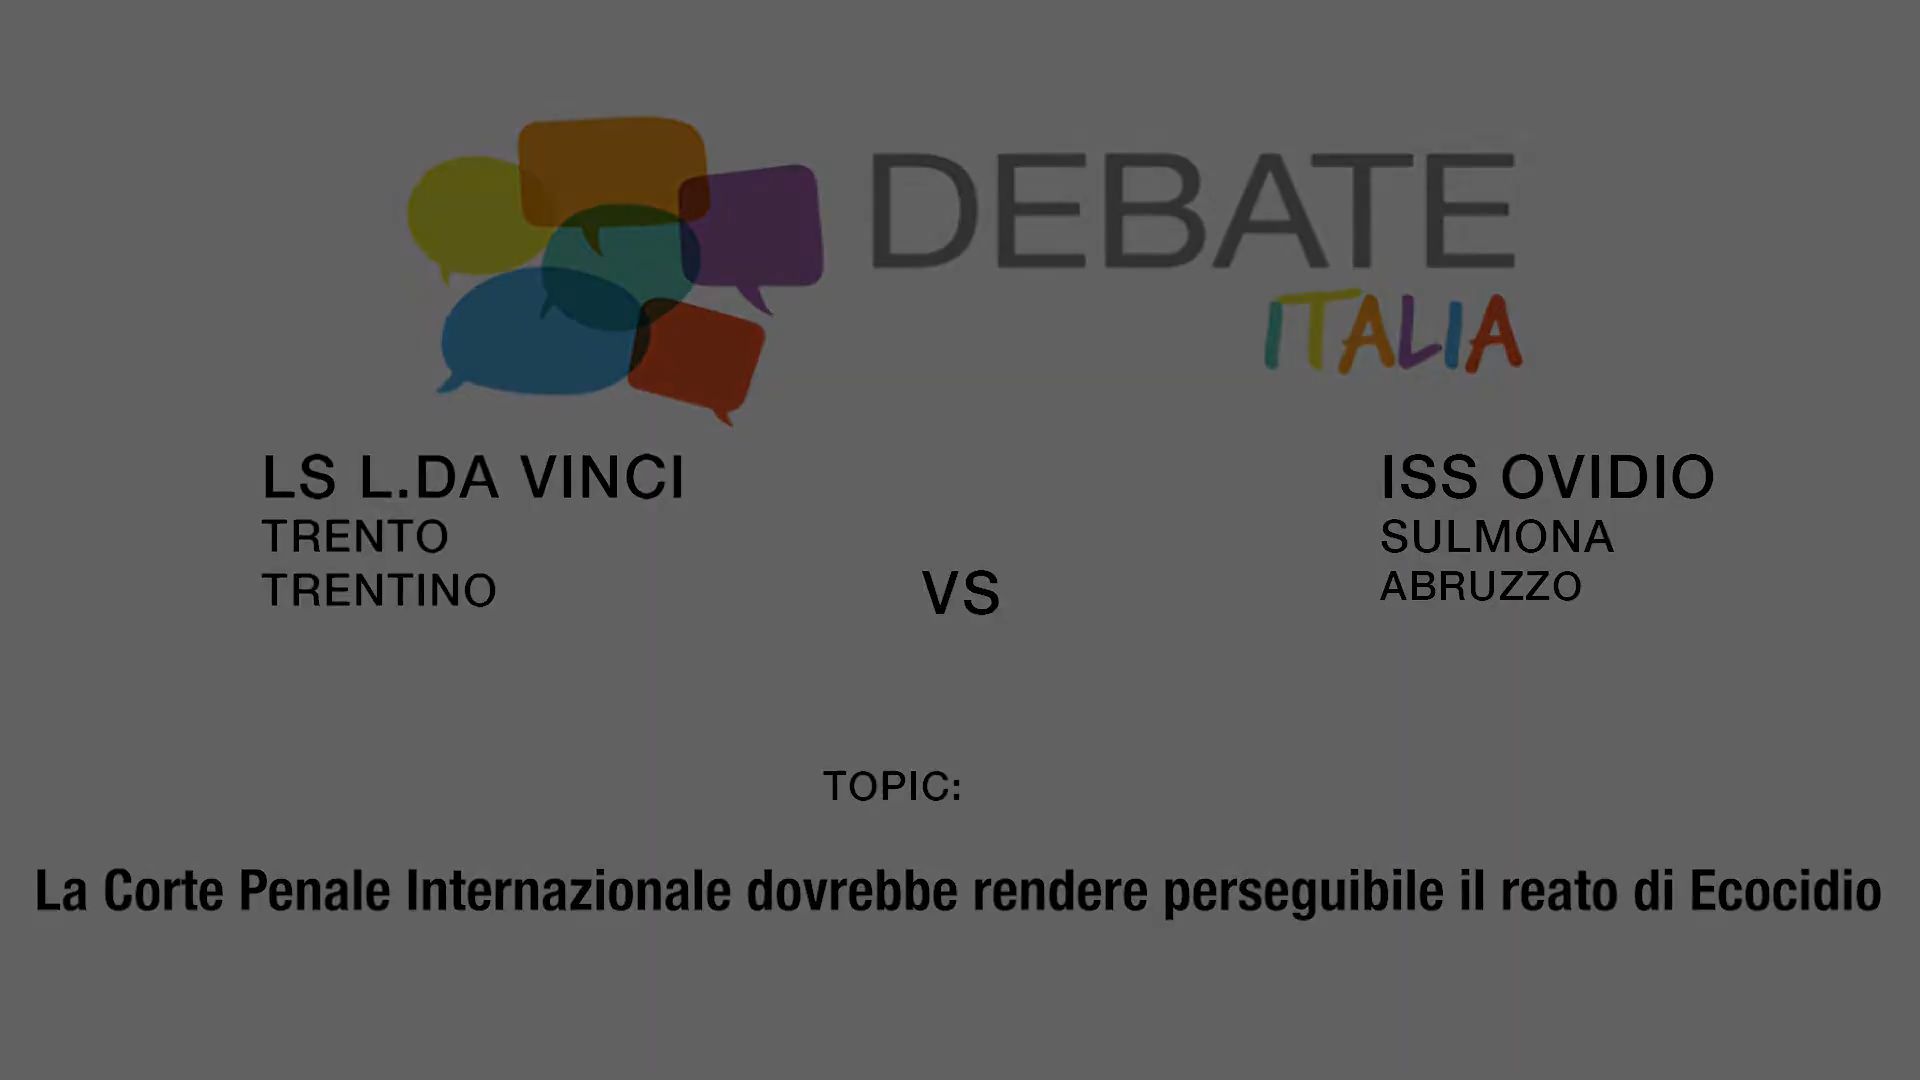 DEBATE
ITALIA
LS L.DA VINCI
TRENTO
TRENTINO
VS
ISS OVIDIO
SULMONA
ABRUZZO
TOPIC:
La Corte Penale Internazionale dovrebbe rendere perseguibile il reato di Ecocidio